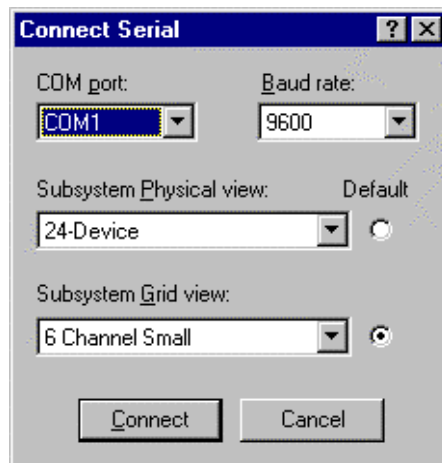 Connect Serial
COM port: Baud rate:
COM1 9600
Subsystem Physical view: Default
24-Device
Subsystem Grid view:
6 Channel Small
Connect Cancel